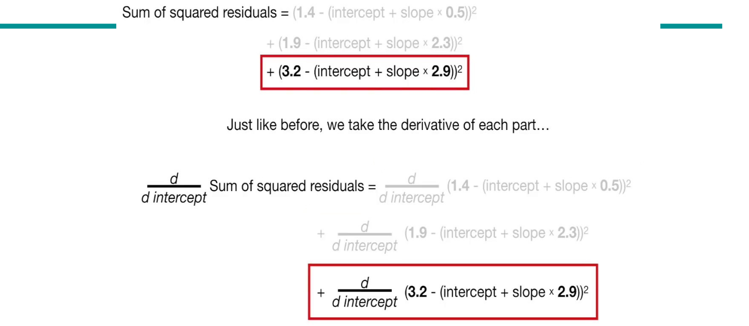 Sum of squared residuals = (1.4 - (intercept + slope × 0.5))²
+ (1.9 - (intercept + slope × 2.3))²
+ (3.2 - (intercept + slope × 2.9))²
Just like before, we take the derivative of each part…
d/d intercept Sum of squared residuals = d/d intercept (1.4 - (intercept + slope × 0.5))²
+ d/d intercept (1.9 - (intercept + slope × 2.3))²
+ d/d intercept (3.2 - (intercept + slope × 2.9))²